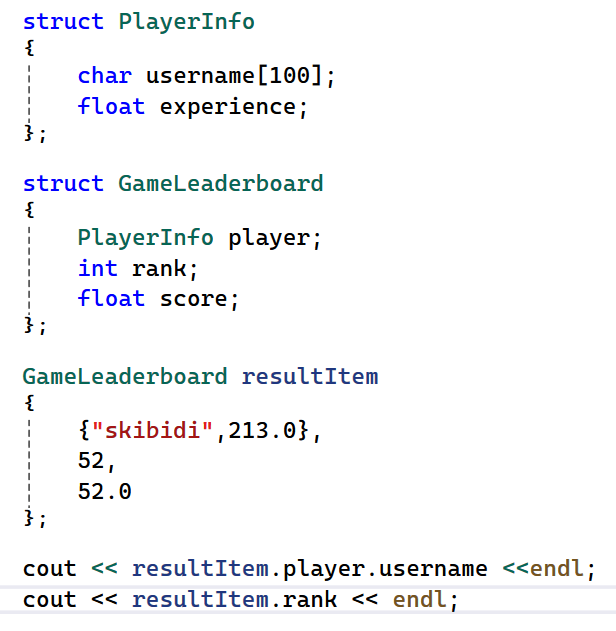 struct PlayerInfo
{
char username[100];
float experience;
};
struct GameLeaderboard
{
PlayerInfo player;
int rank;
float score;
};
GameLeaderboard resultItem
{
{"skibidi",213.0},
52,
52.0
};
cout << resultItem.player.username <<endl;
cout << resultItem.rank << endl;